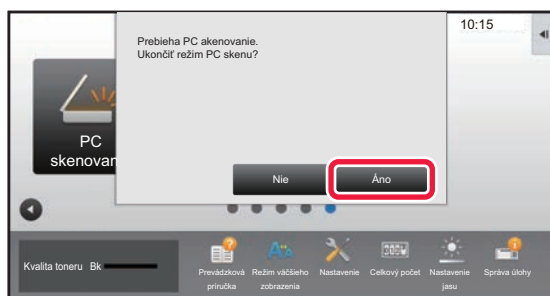 10:15
Prebieha PC akenovanie.
Ukončiť režim PC skenu?
PC
skenovan
Nie
Áno
Kvalita toneru Bk
Prevádzková
príručka
Režim väčšieho
zobrazenia
Nastavenie
Celkový počet
Nastavenie
jasu
Správa úlohy